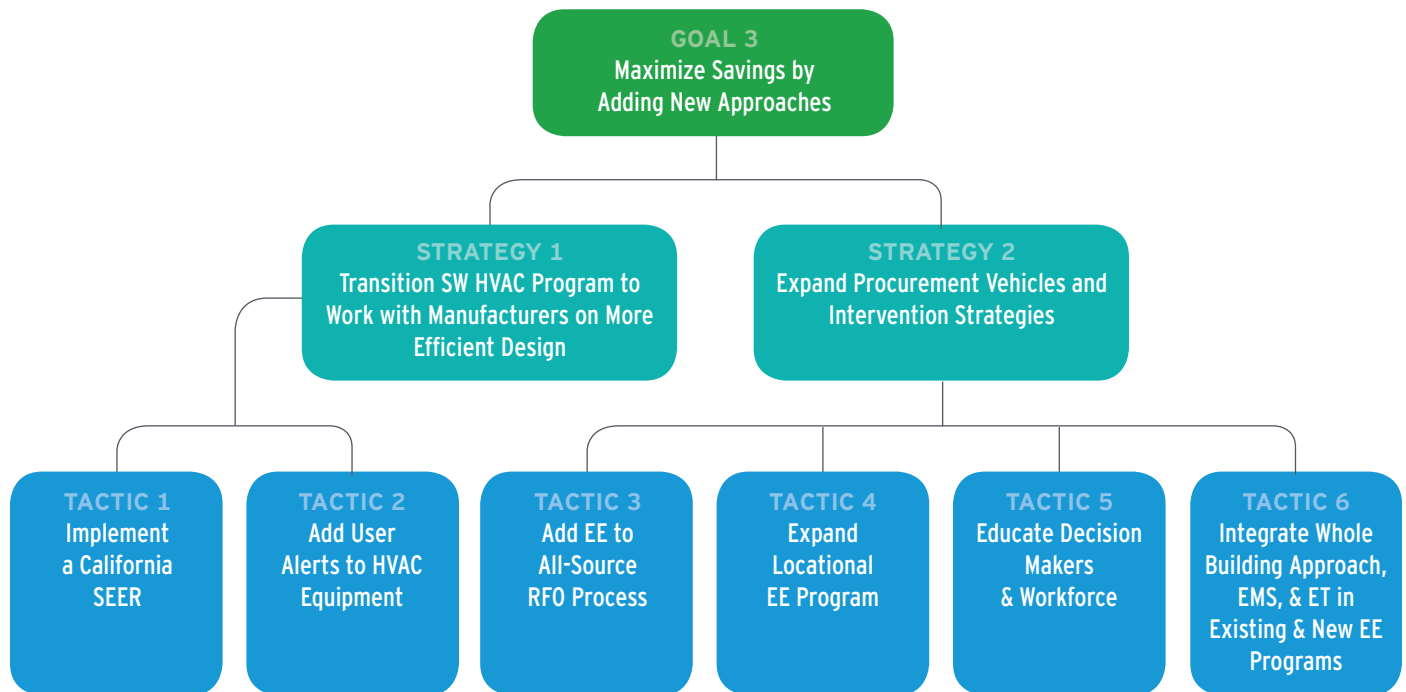 GOAL 3
Maximize Savings by
Adding New Approaches
STRATEGY 1
Transition SW HVAC Program to
Work with Manufacturers on More
Efficient Design
STRATEGY 2
Expand Procurement Vehicles and
Intervention Strategies
TACTIC 1
Implement
a California
SEER
TACTIC 2
Add User
Alerts to HVAC
Equipment
TACTIC 3
Add EE to
All-Source
RFO Process
TACTIC 4
Expand
Locational
EE Program
TACTIC 5
Educate Decision
Makers
& Workforce
TACTIC 6
Integrate Whole
Building Approach,
EMS, & ET in
Existing & New EE
Programs